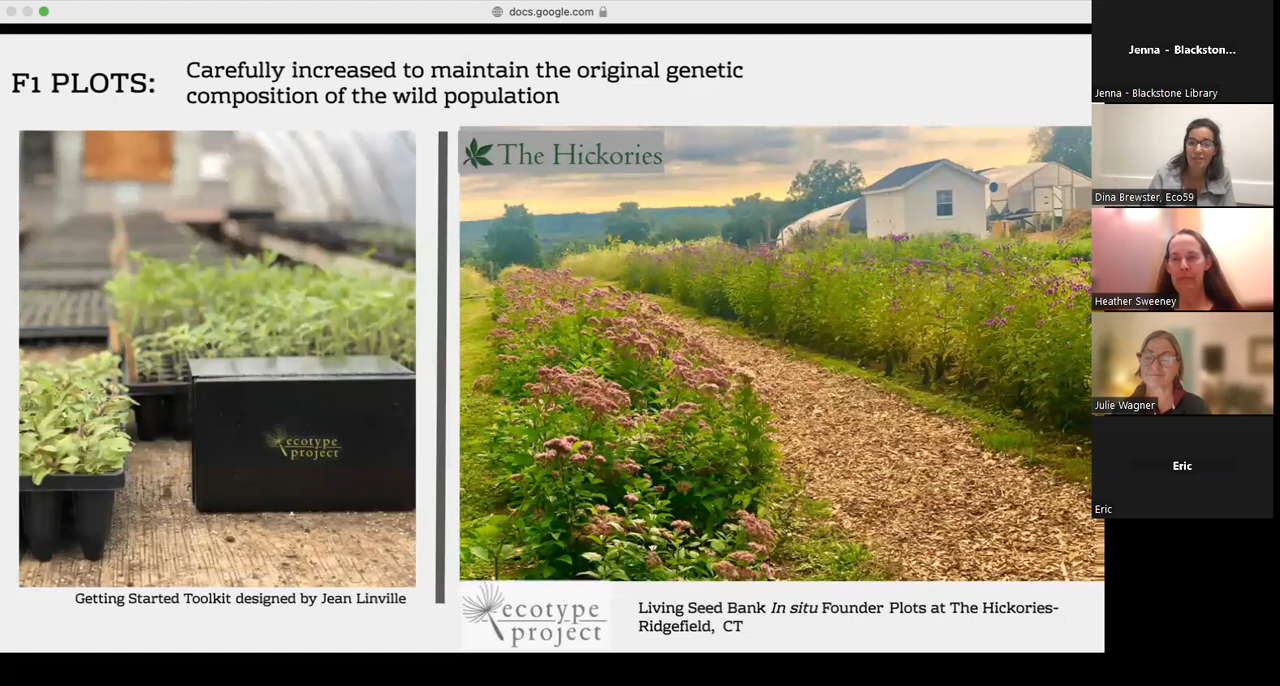 docs.google.com
F1 PLOTS:
Carefully increased to maintain the original genetic
composition of the wild population
The Hickories
ecotype
project
Getting Started Toolkit designed by Jean Linville
ecotype
project
Living Seed Bank In situ Founder Plots at The Hickories-
Ridgefield, CT
Jenna - Blackston...
Jenna - Blackstone Library
Dina Brewster, Eco59
Heather Sweeney
Julie Wagner
Eric
Eric